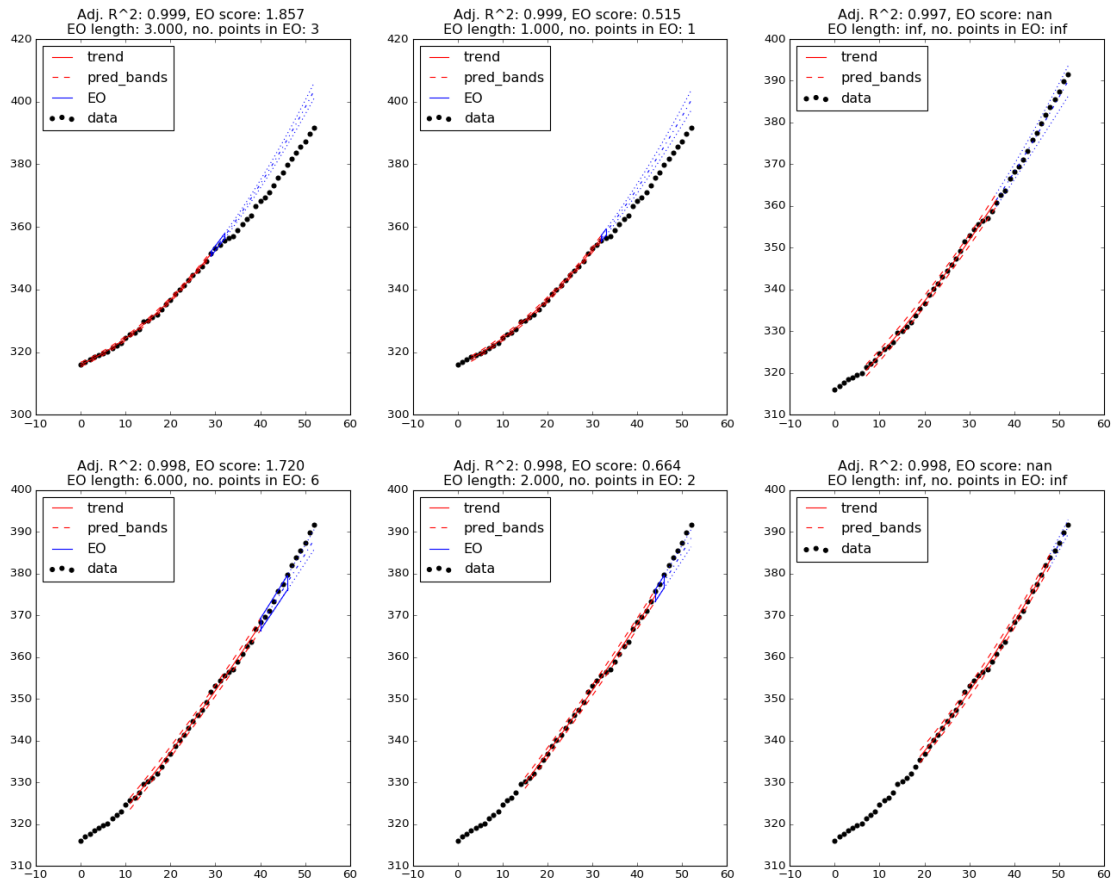 Adj. R^2: 0.999, EO score: 1.857
EO length: 3.000, no. points in EO: 3
420
400
380
360
340
320
300
trend
pred_bands
EO
data
−10 0 10 20 30 40 50 60
Adj. R^2: 0.999, EO score: 0.515
EO length: 1.000, no. points in EO: 1
420
400
380
360
340
320
300
trend
pred_bands
EO
data
−10 0 10 20 30 40 50 60
Adj. R^2: 0.997, EO score: nan
EO length: inf, no. points in EO: inf
400
390
380
370
360
350
340
330
320
310
trend
pred_bands
data
−10 0 10 20 30 40 50 60
Adj. R^2: 0.998, EO score: 1.720
EO length: 6.000, no. points in EO: 6
400
390
380
370
360
350
340
330
320
310
trend
pred_bands
EO
data
−10 0 10 20 30 40 50 60
Adj. R^2: 0.998, EO score: 0.664
EO length: 2.000, no. points in EO: 2
400
390
380
370
360
350
340
330
320
310
trend
pred_bands
EO
data
−10 0 10 20 30 40 50 60
Adj. R^2: 0.998, EO score: nan
EO length: inf, no. points in EO: inf
400
390
380
370
360
350
340
330
320
310
trend
pred_bands
data
−10 0 10 20 30 40 50 60